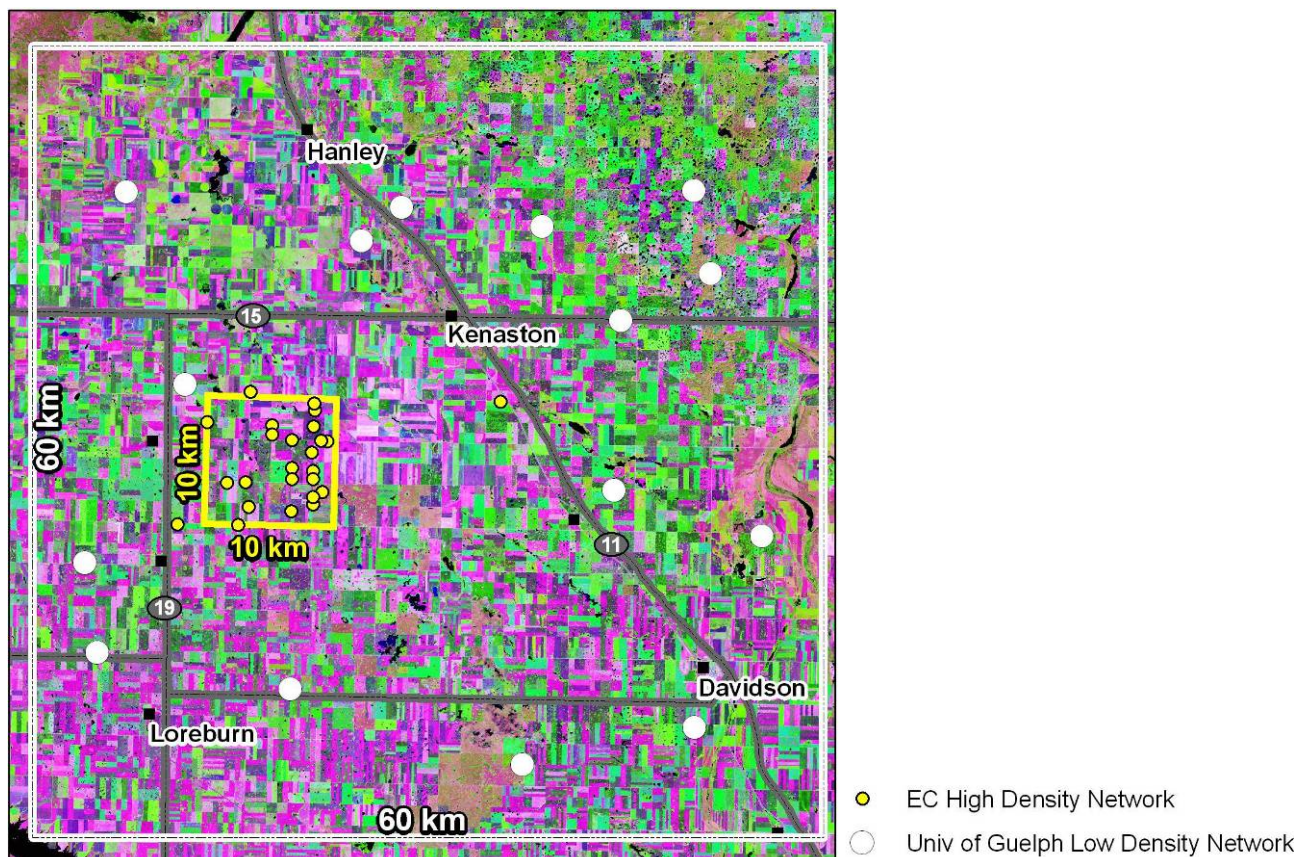 Hanley
15
Kenaston
60 km
10 km
10 km
11
19
Davidson
Loreburn
60 km
EC High Density Network
Univ of Guelph Low Density Network